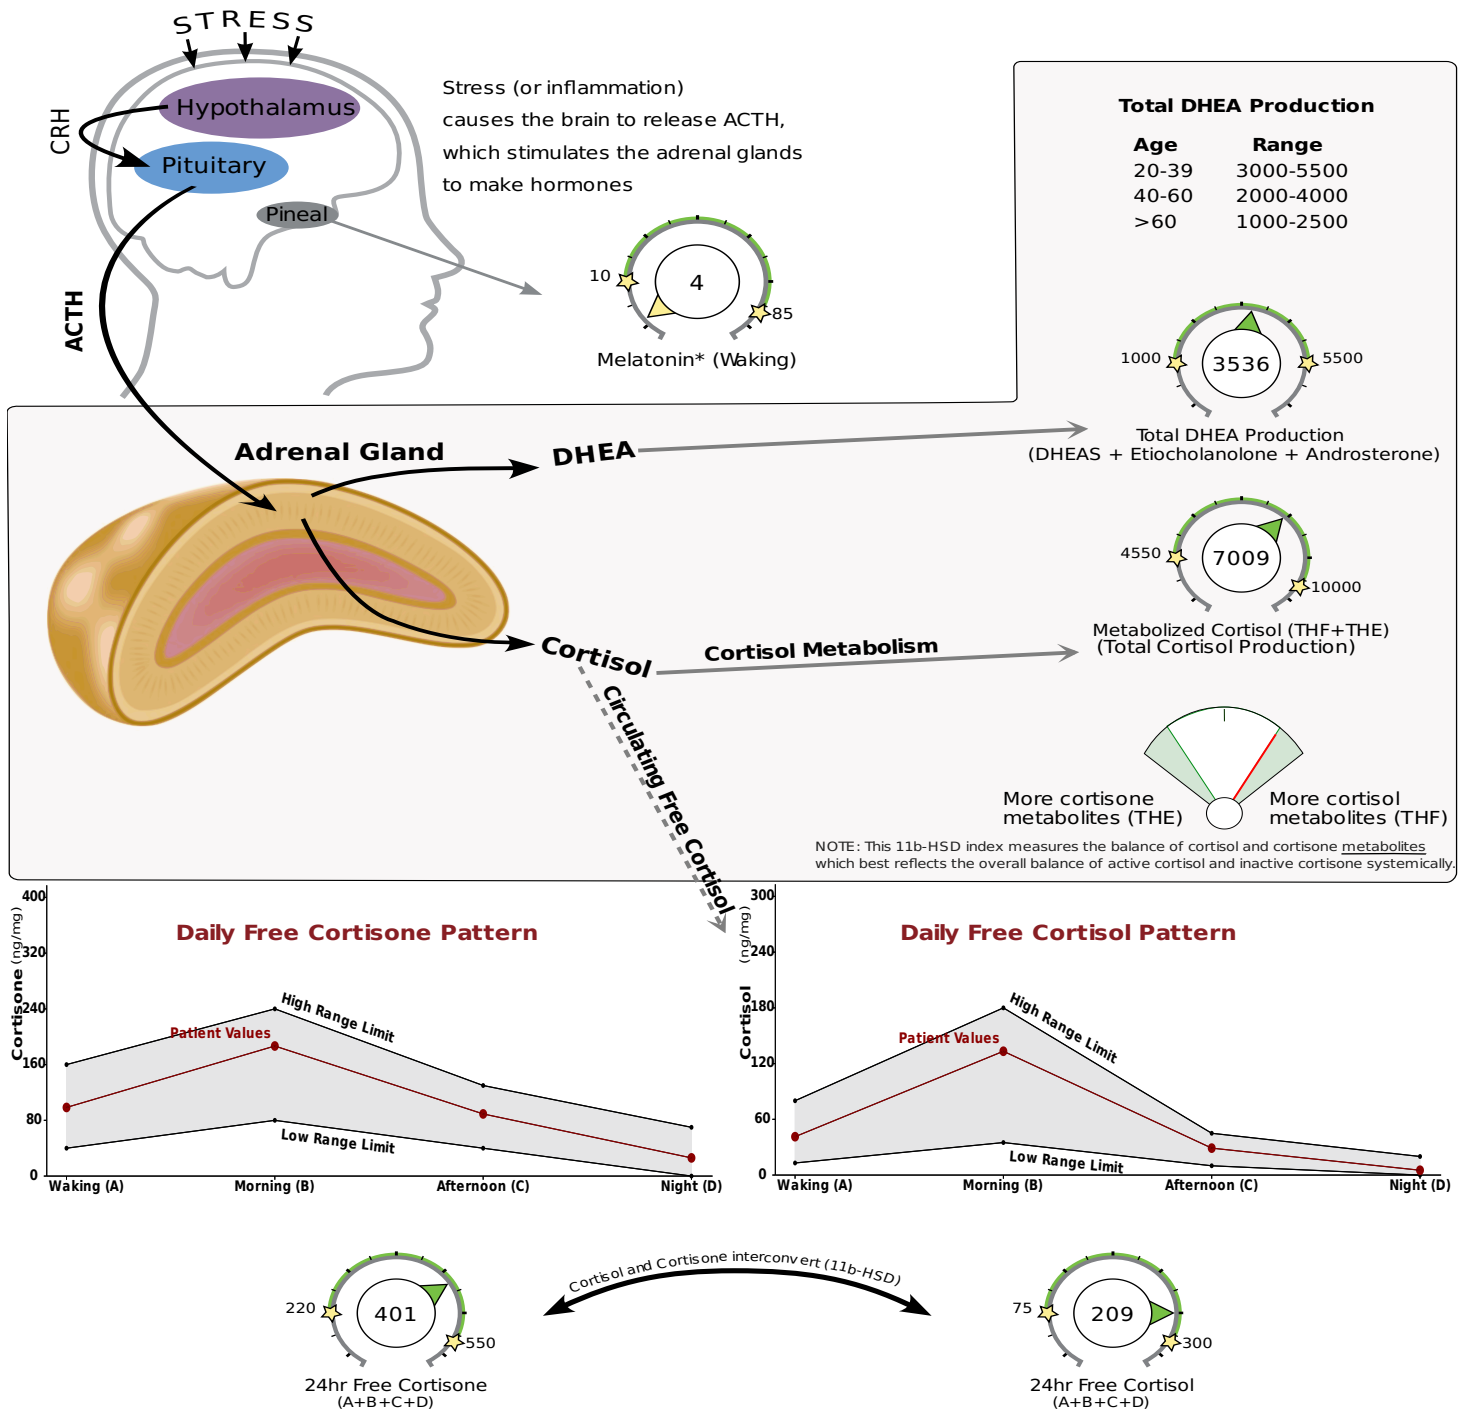 STRESS
Hypothalamus
CRH
Pituitary
Pineal
ACTH
Stress (or inflammation)
causes the brain to release ACTH,
which stimulates the adrenal glands
to make hormones
10
4
85
Melatonin* (Waking)
Total DHEA Production
Age Range
20-39 3000-5500
40-60 2000-4000
>60 1000-2500
1000
3536
5500
Total DHEA Production
(DHEAS + Etiocholanolone + Androsterone)
Adrenal Gland
DHEA
4550
7009
10000
Metabolized Cortisol (THF+THE)
(Total Cortisol Production)
Cortisol
Cortisol Metabolism
Circulating Free Cortisol
More cortisone
metabolites (THE)
More cortisol
metabolites (THF)
NOTE: This 11b-HSD index measures the balance of cortisol and cortisone metabolites
which best reflects the overall balance of active cortisol and inactive cortisone systemically.
Daily Free Cortisone Pattern
Cortisone (ng/mg)
400
320
240
160
80
0
High Range Limit
Patient Values
Low Range Limit
Waking (A)
Morning (B)
Afternoon (C)
Night (D)
Daily Free Cortisol Pattern
Cortisol (ng/mg)
300
240
180
120
60
0
High Range Limit
Patient Values
Low Range Limit
Waking (A)
Morning (B)
Afternoon (C)
Night (D)
220
401
550
24hr Free Cortisone
(A+B+C+D)
Cortisol and Cortisone interconvert (11b-HSD)
75
209
300
24hr Free Cortisol
(A+B+C+D)